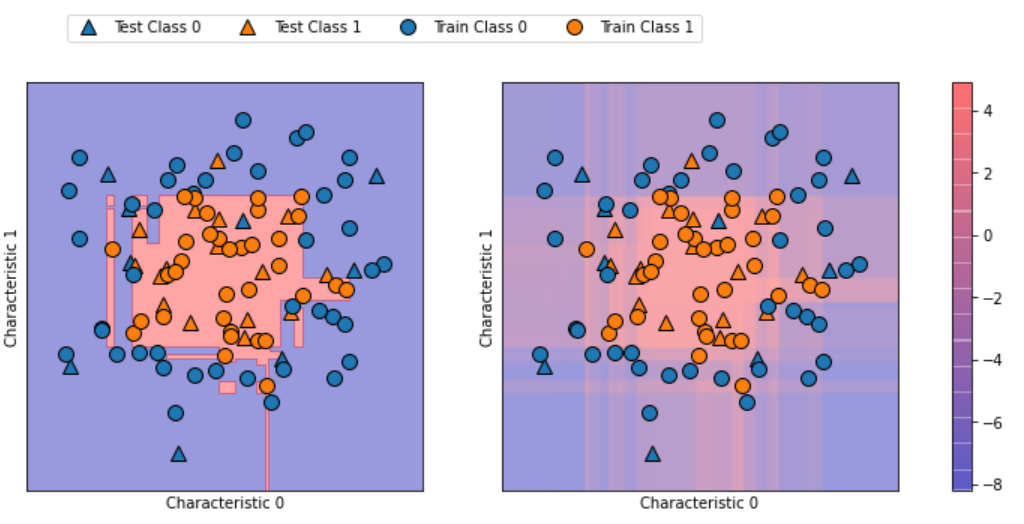 Test Class 0 Test Class 1 Train Class 0 Train Class 1
Characteristic 1
Characteristic 0
Characteristic 1
Characteristic 0
4
2
0
−2
−4
−6
−8